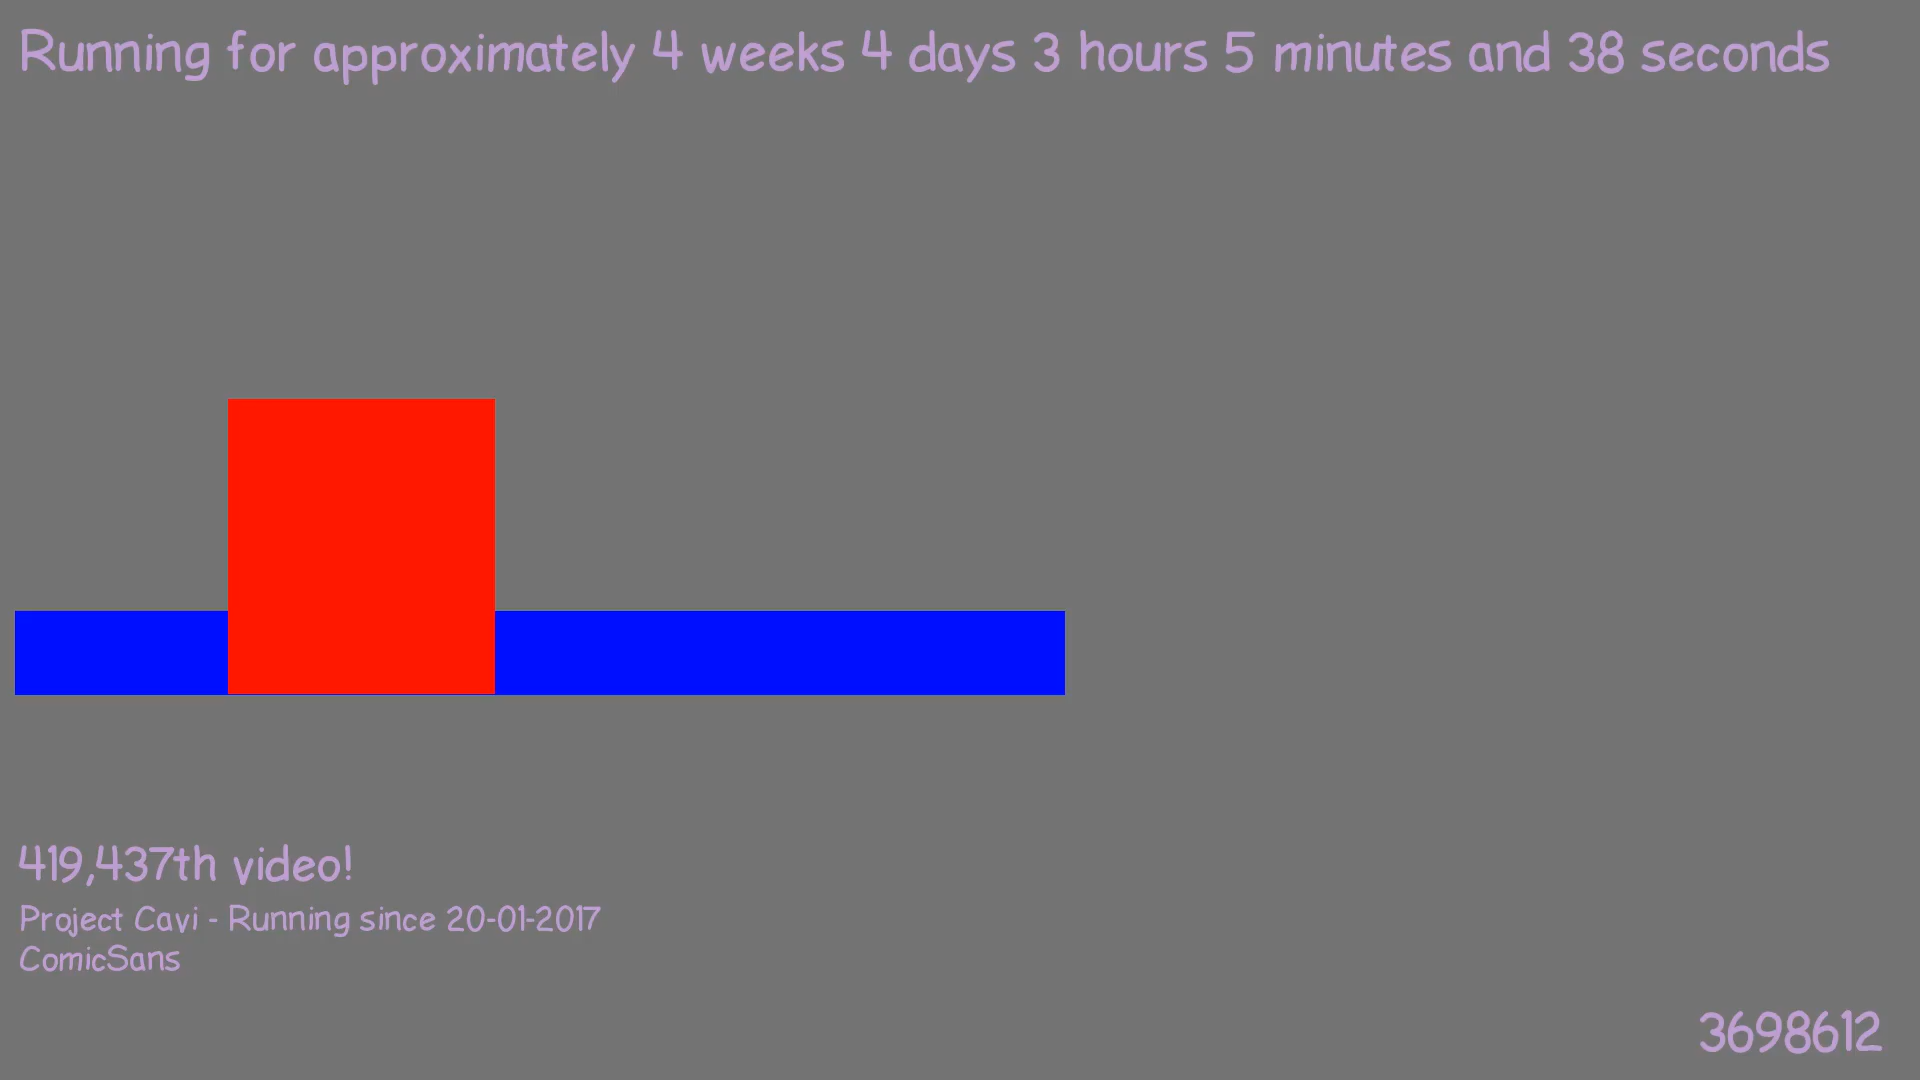 Running for approximately 4 weeks 4 days 3 hours 5 minutes and 38 seconds
419,437th video!
Project Cavi - Running since 20-01-2017
ComicSans
3698612